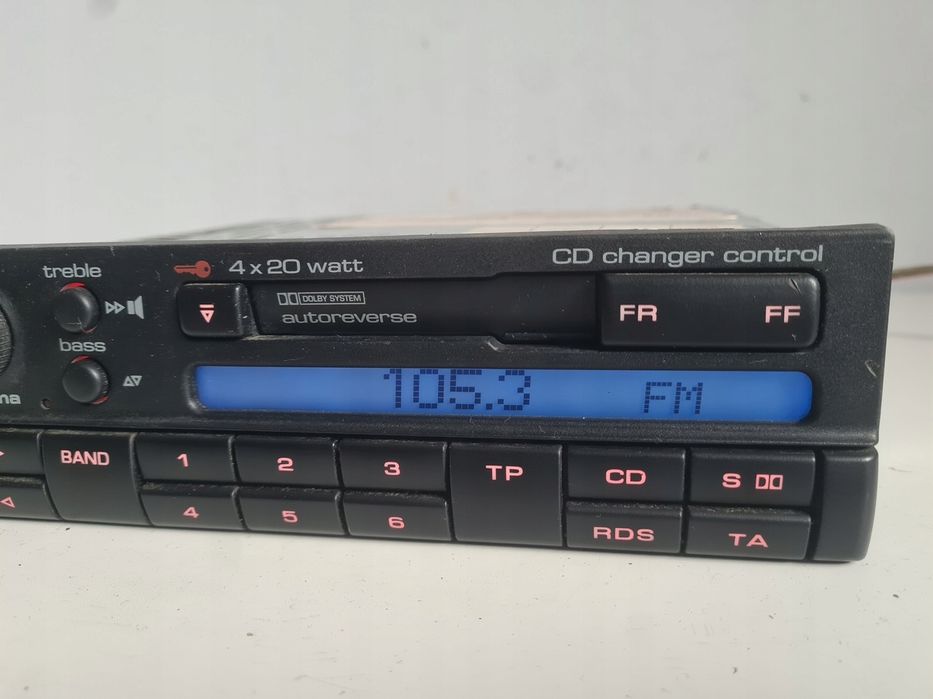 treble
4 x 20 watt
CD changer control
DOLBY SYSTEM
autoreverse
FR
FF
bass
105.3
FM
BAND
1
2
3
TP
CD
S
4
5
6
RDS
TA